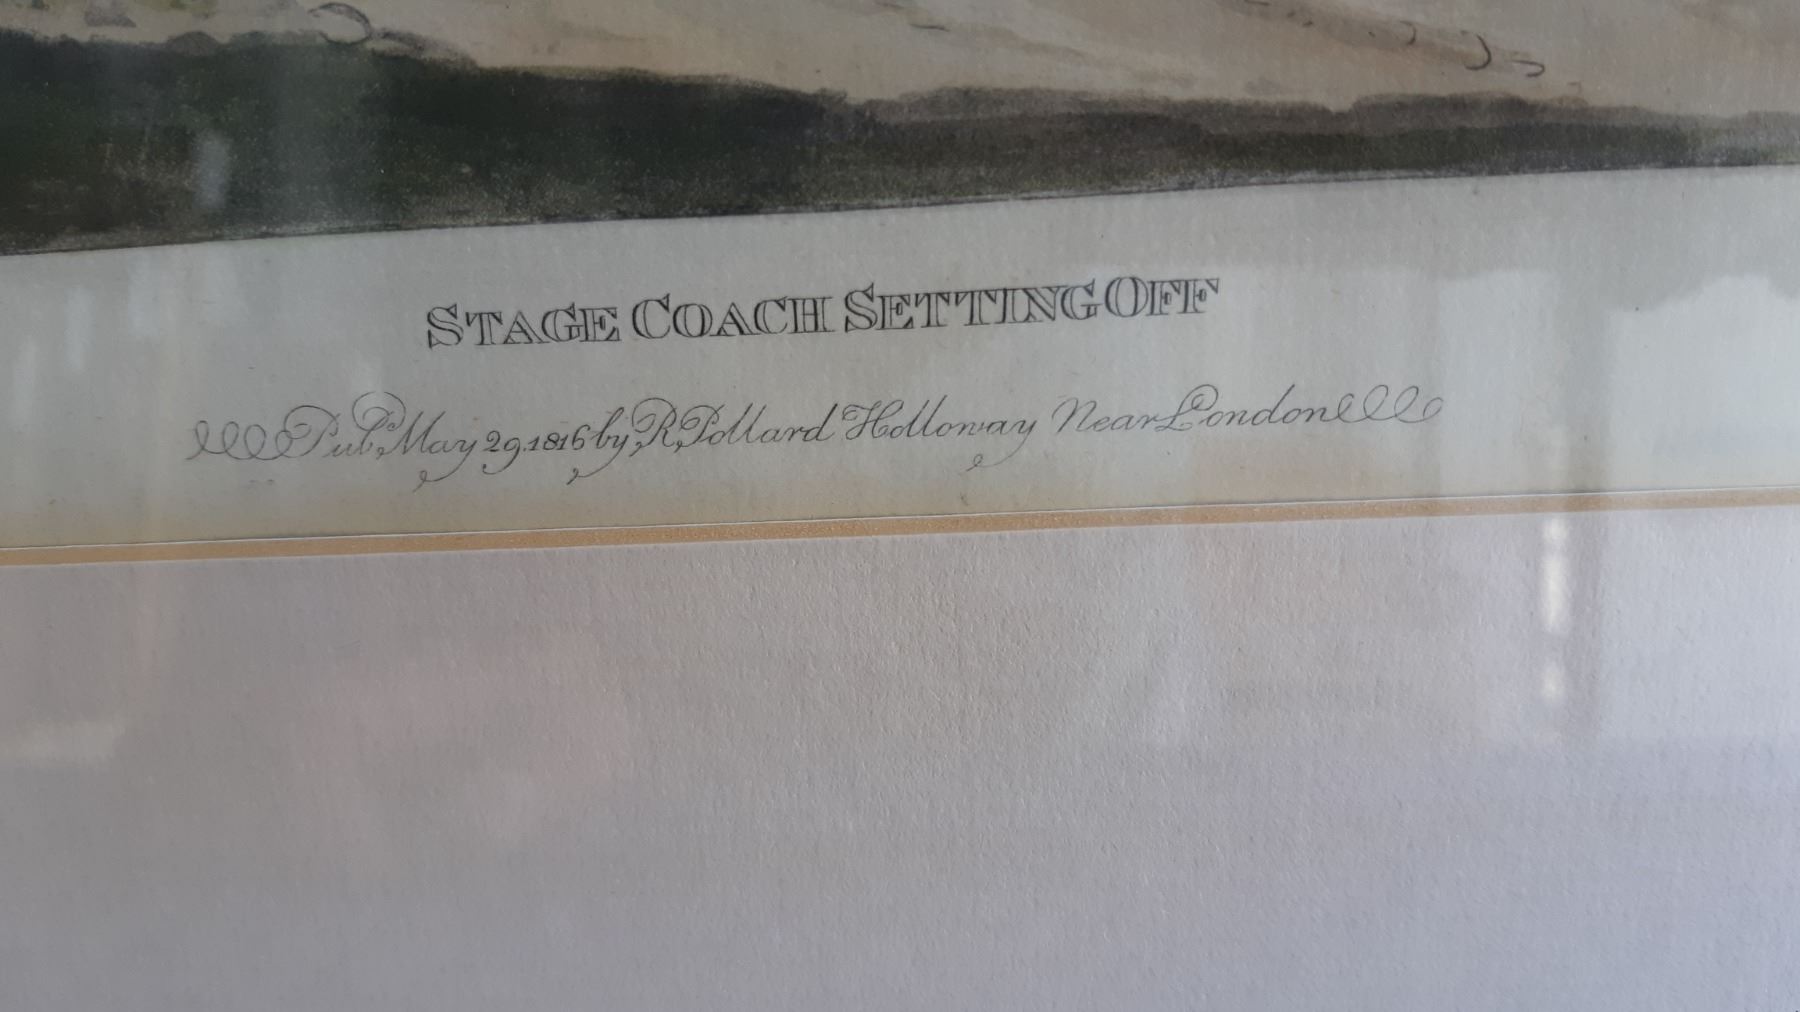 STAGE COACH SETTING OFF
Pub, May 29. 1816 by R Pollard Holloway Near London